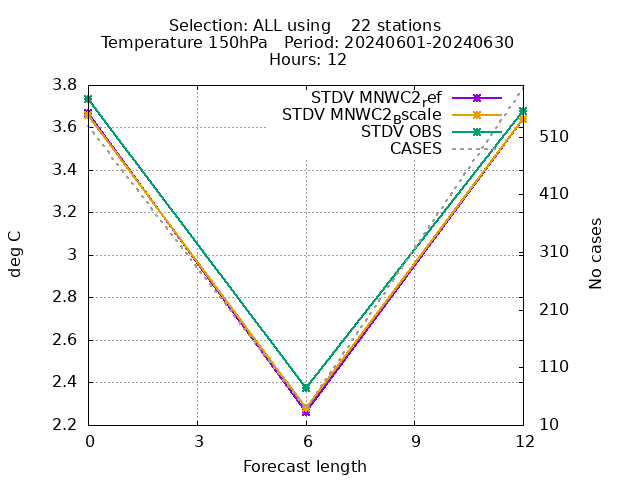 Selection: ALL using    22 stations
Temperature 150hPa   Period: 20240601-20240630
Hours: 12
STDV MNWC2_ref
STDV MNWC2_Bscale
STDV OBS
CASES
3.8
3.6
3.4
3.2
3
2.8
2.6
2.4
2.2
510
410
310
210
110
10
deg C
No cases
0 3 6 9 12
Forecast length